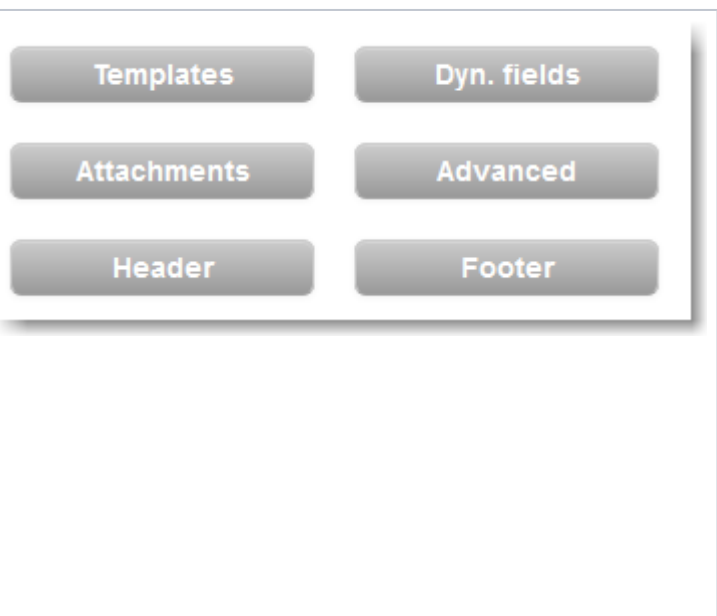 Templates
Dyn. fields
Attachments
Advanced
Header
Footer